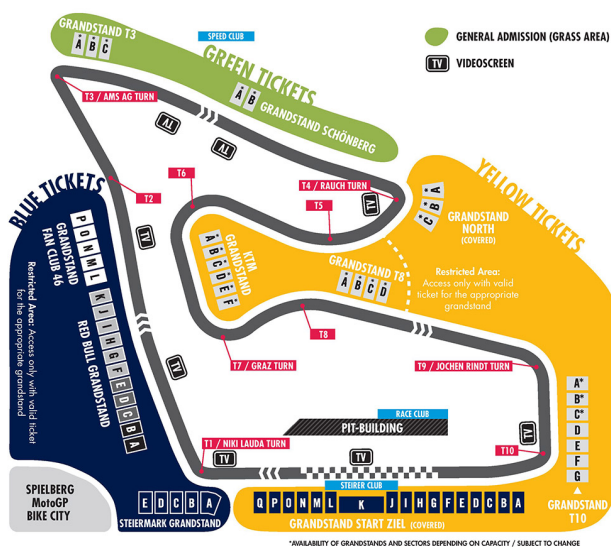 GRANDSTAND T3
A B C
SPEED CLUB
GREEN TICKETS
A B
GRANDSTAND SCHÖNBERG
GENERAL ADMISSION (GRASS AREA)
TV VIDEOSCREEN
T3 / AMS AG TURN
TV
TV
T2
T6
T4 / RAUCH TURN
TV
T5
YELLOW TICKETS
C* B* A*
GRANDSTAND
NORTH
(COVERED)
BLUE TICKETS
P O N M L
GRANDSTAND
FAN CLUB 46
TV
KTM
GRANDSTAND
A B C D E F
GRANDSTAND T8
A B C D
Restricted Area:
Access only with valid
ticket for the appropriate
grandstand
Restricted Area: Access only with valid ticket
for the appropriate grandstand
K J I H G F E D C B A
RED BULL GRANDSTAND
T8
T7 / GRAZ TURN
TV
T9 / JOCHEN RINDT TURN
RACE CLUB
PIT-BUILDING
A*
B*
C*
D
E
F
G
GRANDSTAND
T10
T1 / NIKI LAUDA TURN
TV
TV
TV
T10
STEIRER CLUB
SPIELBERG
MotoGP
BIKE CITY
E D C B A
STEIERMARK GRANDSTAND
Q P O N M L K J I H G F E D C B A
GRANDSTAND START ZIEL (COVERED)
*AVAILABILITY OF GRANDSTANDS AND SECTORS DEPENDING ON CAPACITY / SUBJECT TO CHANGE